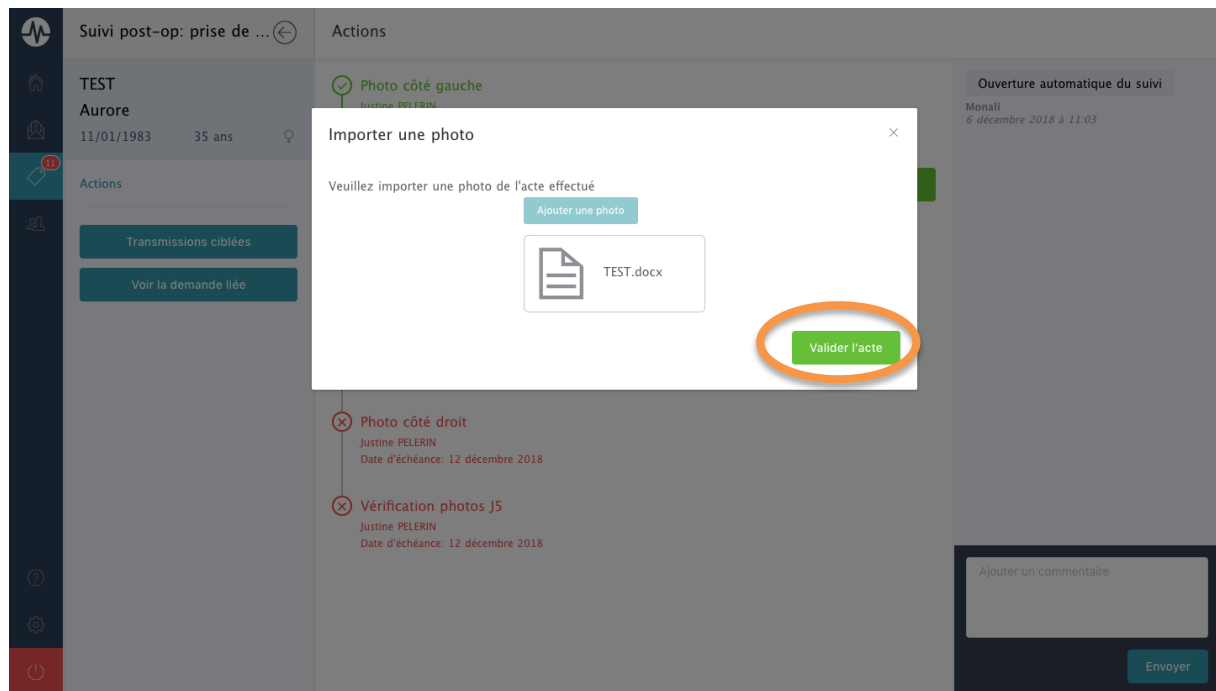 Suivi post-op: prise de ...
Actions
TEST
Aurore
11/01/1983 35 ans ♀
11
Actions
Transmissions ciblées
Voir la demande liée
Photo côté gauche
Justine PELERIN
Importer une photo
Veuillez importer une photo de l'acte effectué
Ajouter une photo
TEST.docx
Valider l'acte
Photo côté droit
Justine PELERIN
Date d'échéance: 12 décembre 2018
Vérification photos J5
Justine PELERIN
Date d'échéance: 12 décembre 2018
Ouverture automatique du suivi
Monali
6 décembre 2018 à 11:03
Ajouter un commentaire
Envoyer